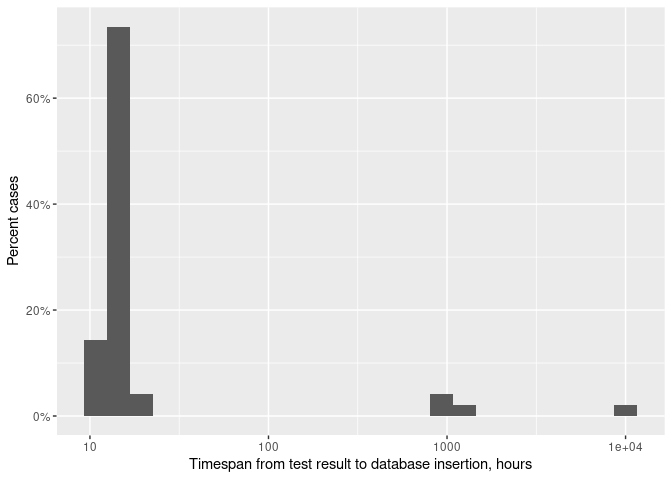 Percent cases
60%
40%
20%
0%
10 100 1000 1e+04
Timespan from test result to database insertion, hours